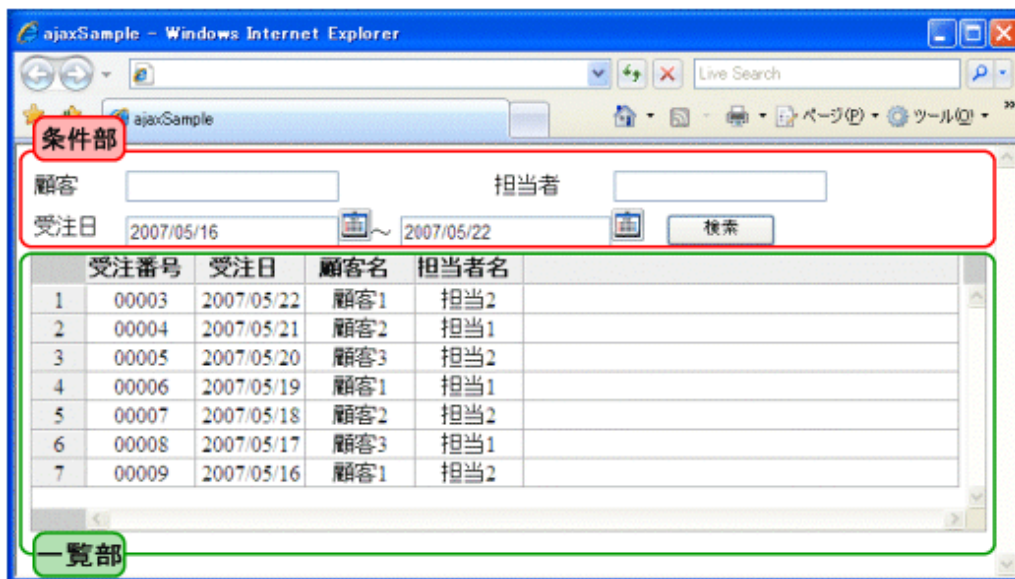 ajaxSample - Windows Internet Explorer
Live Search
ajaxSample
ページ(P) ツール(O)
条件部
顧客 担当者
受注日 2007/05/16 ～ 2007/05/22 検索
受注番号 受注日 顧客名 担当者名
1 00003 2007/05/22 顧客1 担当2
2 00004 2007/05/21 顧客2 担当1
3 00005 2007/05/20 顧客3 担当2
4 00006 2007/05/19 顧客1 担当1
5 00007 2007/05/18 顧客2 担当2
6 00008 2007/05/17 顧客3 担当1
7 00009 2007/05/16 顧客1 担当2
一覧部